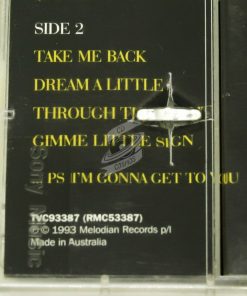 SIDE 2
TAKE ME BACK
DREAM A LITTLE
THROUGH
GIMME LITTLE SIGN
PS I'M GONNA GET TO YOU
TVC93387 (RMC53387)
℗ © 1993 Melodian Records p/l
Made in Australia